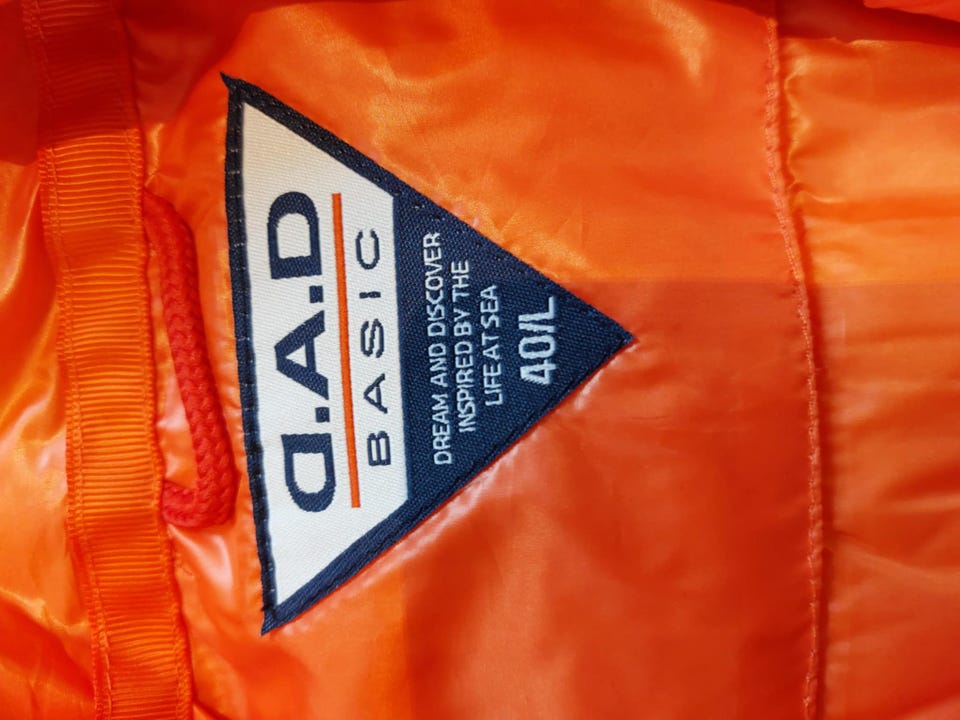 D.A.D
BASIC
DREAM AND DISCOVER
INSPIRED BY THE
LIFE AT SEA
40/L